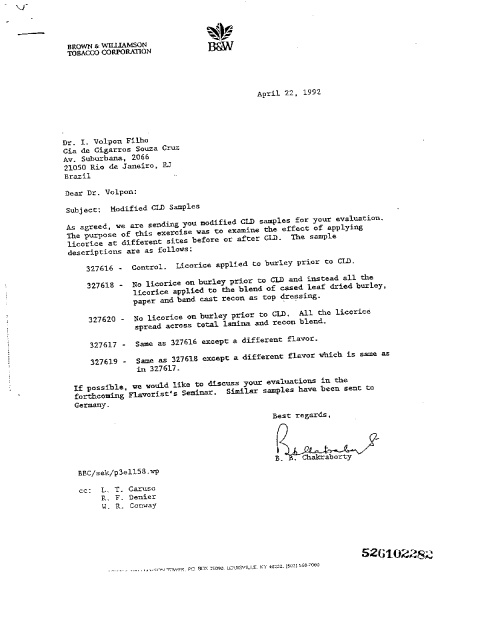 BROWN & WILLIAMSON
TOBACCO CORPORATION
B&W
April 22, 1992
Dr. I. Volpon Filho
Cia de Cigarros Souza Cruz
Av. Suburbana, 2066
21050 Rio de Janeiro, RJ
Brazil
Dear Dr. Volpon:
Subject: Modified CLD Samples
As agreed, we are sending you modified CLD samples for your evaluation.
The purpose of this exercise was to examine the effect of applying
licorice at different sites before or after CLD. The sample
descriptions are as follows:
327616 - Control. Licorice applied to burley prior to CLD.
327618 - No licorice on burley prior to CLD and instead all the
licorice applied to the blend of cased leaf dried burley,
paper and band cast recon as top dressing.
327620 - No licorice on burley prior to CLD. All the licorice
spread across total lamina and recon blend.
327617 - Same as 327616 except a different flavor.
327619 - Same as 327618 except a different flavor which is same as
in 327617.
If possible, we would like to discuss your evaluations in the
forthcoming Flavorist's Seminar. Similar samples have been sent to
Germany.
Best regards,
B. B. Chakraborty
BBC/sek/p3el158.wp
cc: L. T. Caruso
R. F. Denier
W. R. Conway
526102282
TOWER, P.O. BOX 35090, LOUISVILLE, KY 40232, (502) 568-7000